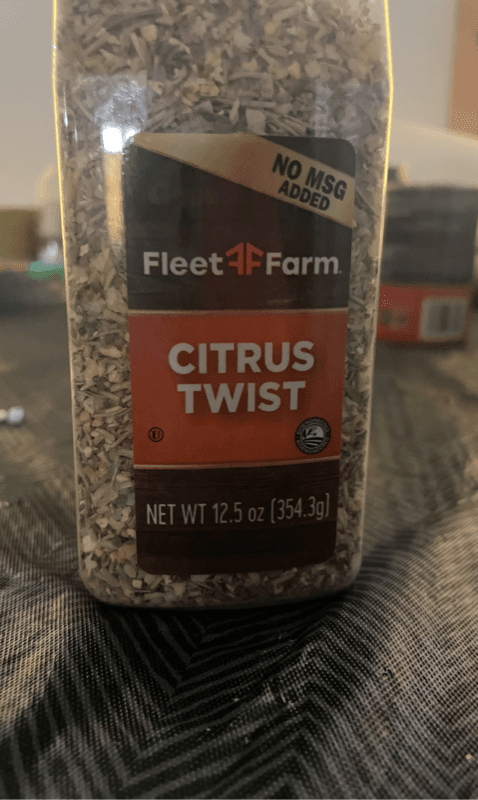 NO MSG
ADDED
Fleet Farm
CITRUS
TWIST
U
NET WT 12.5 oz (354.3g)